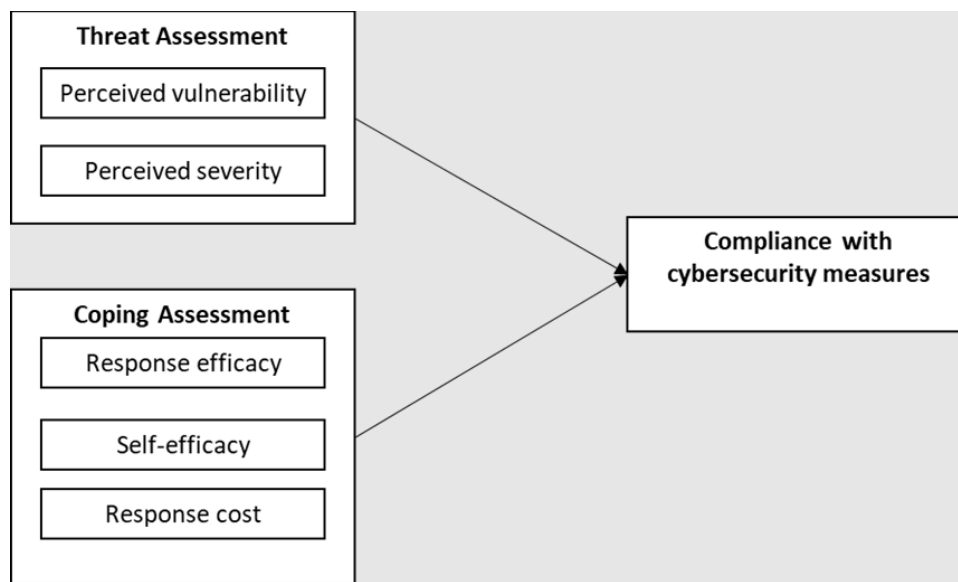 Threat Assessment
Perceived vulnerability
Perceived severity
Compliance with
cybersecurity measures
Coping Assessment
Response efficacy
Self-efficacy
Response cost